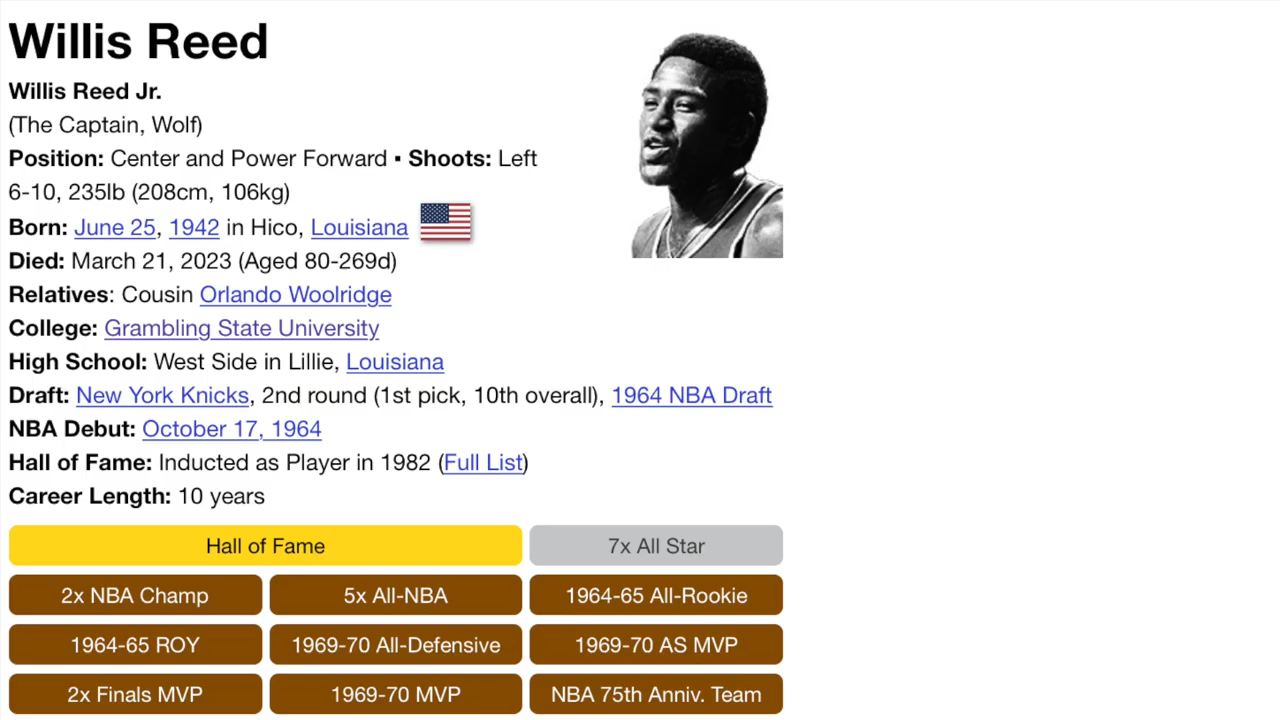 Willis Reed
Willis Reed Jr.
(The Captain, Wolf)
Position: Center and Power Forward ▪ Shoots: Left
6-10, 235lb (208cm, 106kg)
Born: June 25, 1942 in Hico, Louisiana
Died: March 21, 2023 (Aged 80-269d)
Relatives: Cousin Orlando Woolridge
College: Grambling State University
High School: West Side in Lillie, Louisiana
Draft: New York Knicks, 2nd round (1st pick, 10th overall), 1964 NBA Draft
NBA Debut: October 17, 1964
Hall of Fame: Inducted as Player in 1982 (Full List)
Career Length: 10 years
Hall of Fame 7x All Star
2x NBA Champ 5x All-NBA 1964-65 All-Rookie
1964-65 ROY 1969-70 All-Defensive 1969-70 AS MVP
2x Finals MVP 1969-70 MVP NBA 75th Anniv. Team